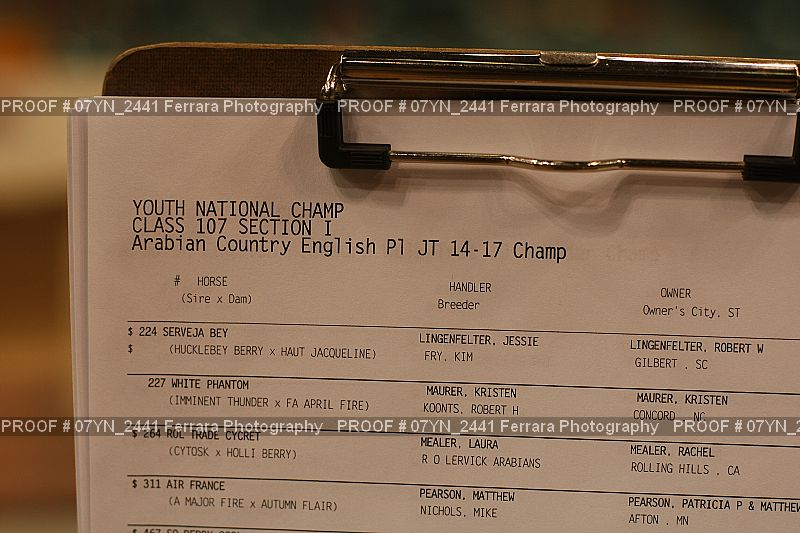 PROOF # 07YN_2441 Ferrara Photography PROOF # 07YN_2441 Ferrara Photography PROOF # 07YN
YOUTH NATIONAL CHAMP
CLASS 107 SECTION I
Arabian Country English Pl JT 14-17 Champ
# HORSE HANDLER OWNER
(Sire x Dam) Breeder Owner's City, ST
$ 224 SERVEJA BEY LINGENFELTER, JESSIE LINGENFELTER, ROBERT W
$ (HUCKLEBEY BERRY x HAUT JACQUELINE) FRY, KIM GILBERT , SC
227 WHITE PHANTOM MAURER, KRISTEN MAURER, KRISTEN
(IMMINENT THUNDER x FA APRIL FIRE) KOONTS, ROBERT H CONCORD , NC
PROOF # 07YN_2441 Ferrara Photography PROOF # 07YN_2441 Ferrara Photography PROOF # 07YN
$ 264 ROL TRADE CYCRET MEALER, LAURA MEALER, RACHEL
(CYTOSK x HOLLI BERRY) R O LERVICK ARABIANS ROLLING HILLS , CA
$ 311 AIR FRANCE PEARSON, MATTHEW PEARSON, PATRICIA P & MATTHEW
(A MAJOR FIRE x AUTUMN FLAIR) NICHOLS, MIKE AFTON , MN